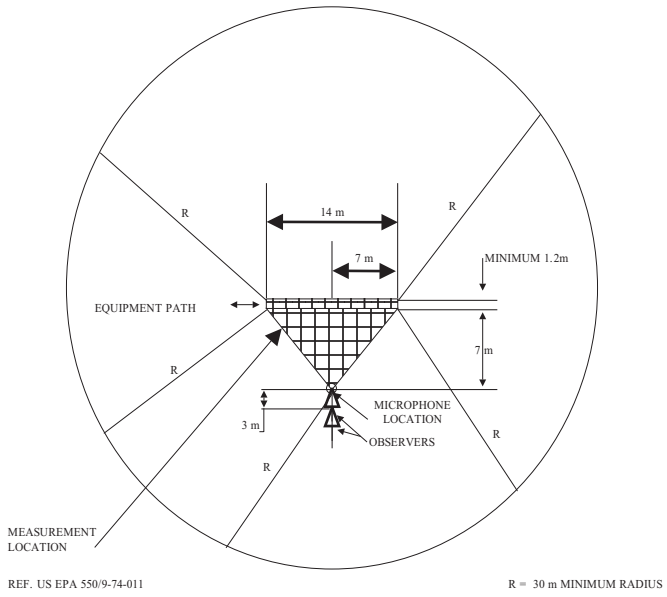 R
R
14 m
7 m
MINIMUM 1.2m
EQUIPMENT PATH
7 m
R
MICROPHONE
LOCATION
3 m
OBSERVERS
R
R
MEASUREMENT
LOCATION
REF. US EPA 550/9-74-011
R = 30 m MINIMUM RADIUS